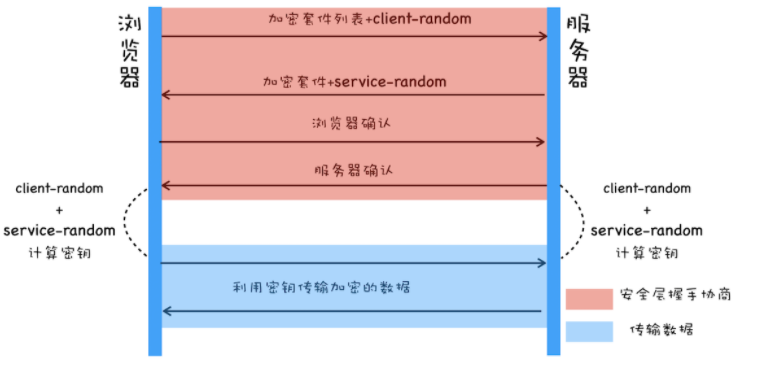 浏览器
服务器
加密套件列表+client-random
加密套件+service-random
浏览器确认
服务器确认
client-random
+
service-random
计算密钥
client-random
+
service-random
计算密钥
利用密钥传输加密的数据
安全层握手协商
传输数据